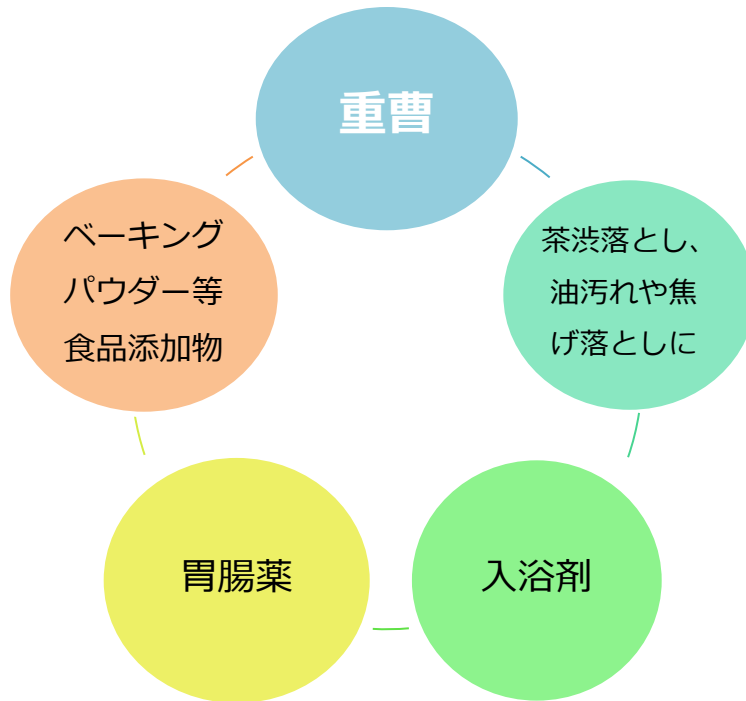 重曹
茶渋落とし、
油汚れや焦
げ落としに
入浴剤
胃腸薬
ベーキング
パウダー等
食品添加物